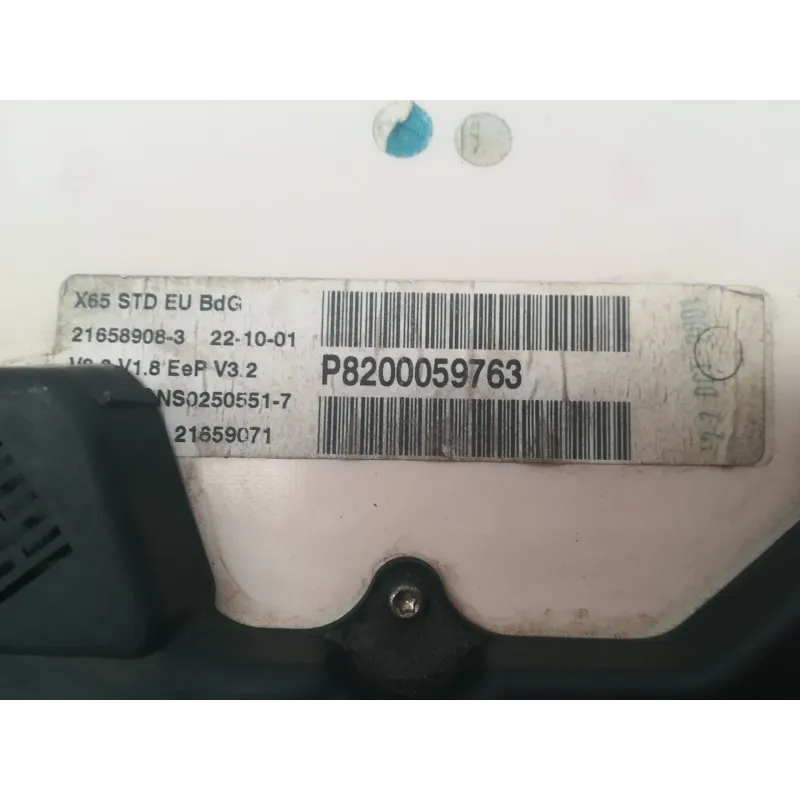 X65 STD EU BdG
21658908-3 22-10-01
V1.8 EeP V3.2
NS0250551-7
21659071
P8200059763